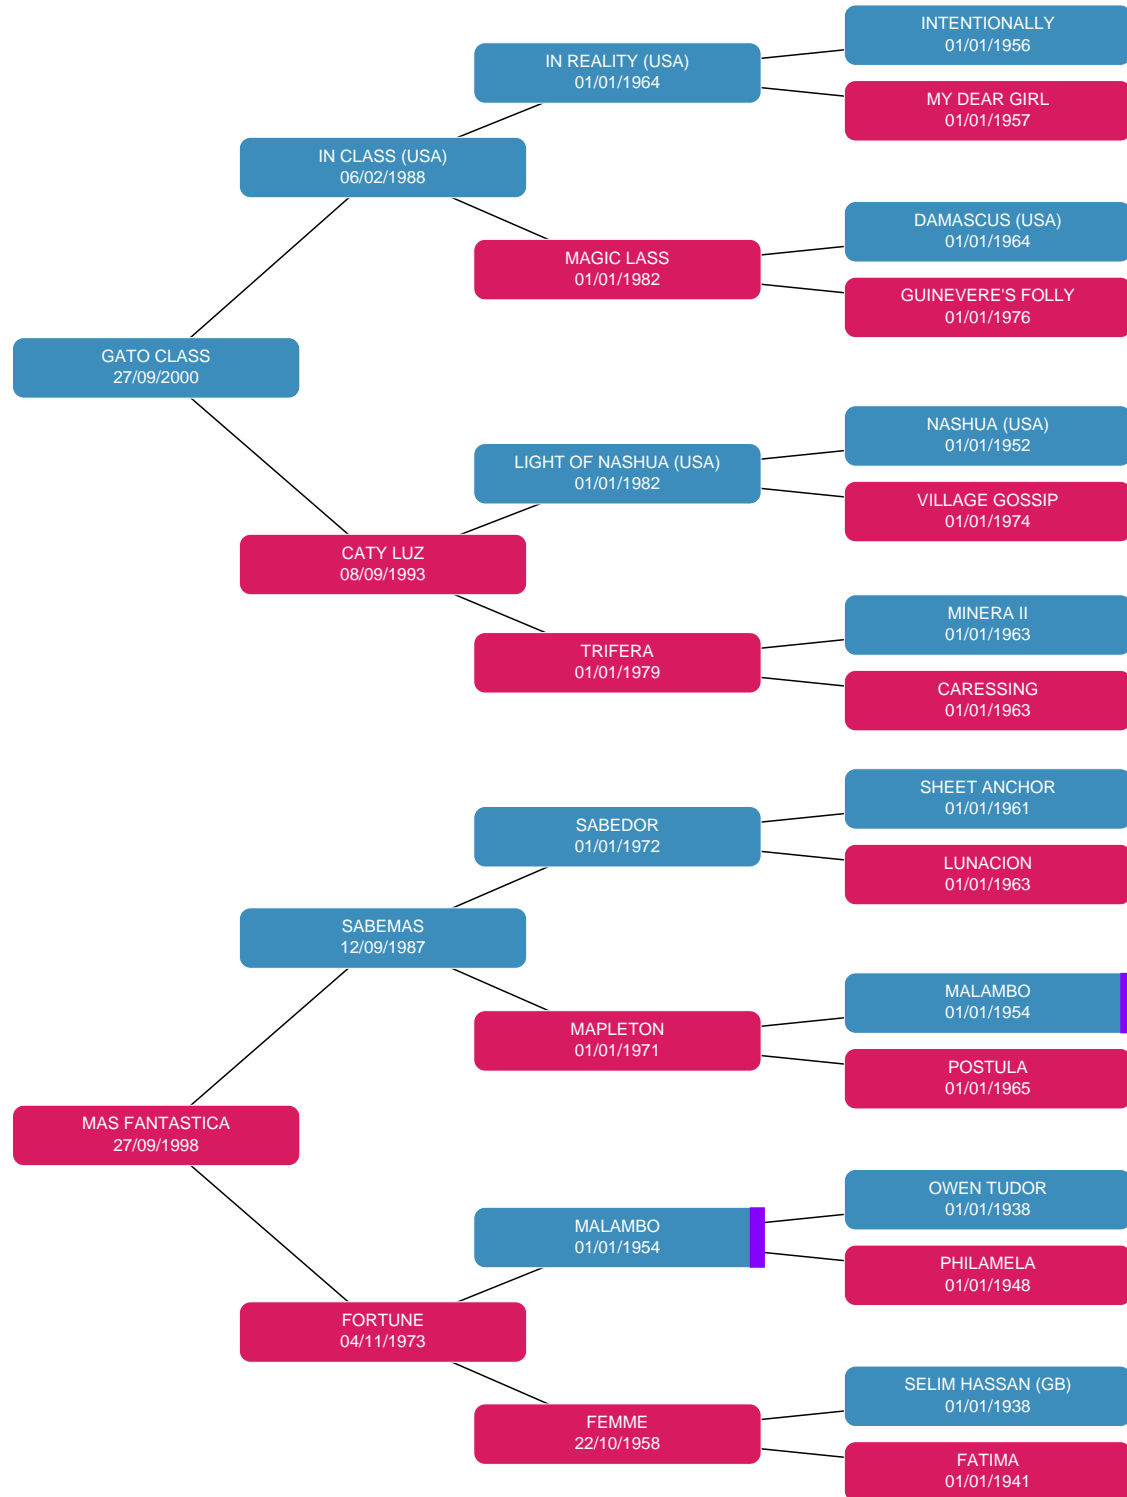 INTENTIONALLY
01/01/1956
IN REALITY (USA)
01/01/1964
MY DEAR GIRL
01/01/1957
IN CLASS (USA)
06/02/1988
DAMASCUS (USA)
01/01/1964
MAGIC LASS
01/01/1982
GUINEVERE'S FOLLY
01/01/1976
GATO CLASS
27/09/2000
NASHUA (USA)
01/01/1952
LIGHT OF NASHUA (USA)
01/01/1982
VILLAGE GOSSIP
01/01/1974
CATY LUZ
08/09/1993
MINERA II
01/01/1963
TRIFERA
01/01/1979
CARESSING
01/01/1963
SHEET ANCHOR
01/01/1961
SABEDOR
01/01/1972
LUNACION
01/01/1963
SABEMAS
12/09/1987
MALAMBO
01/01/1954
MAPLETON
01/01/1971
POSTULA
01/01/1965
MAS FANTASTICA
27/09/1998
OWEN TUDOR
01/01/1938
MALAMBO
01/01/1954
PHILAMELA
01/01/1948
FORTUNE
04/11/1973
SELIM HASSAN (GB)
01/01/1938
FEMME
22/10/1958
FATIMA
01/01/1941